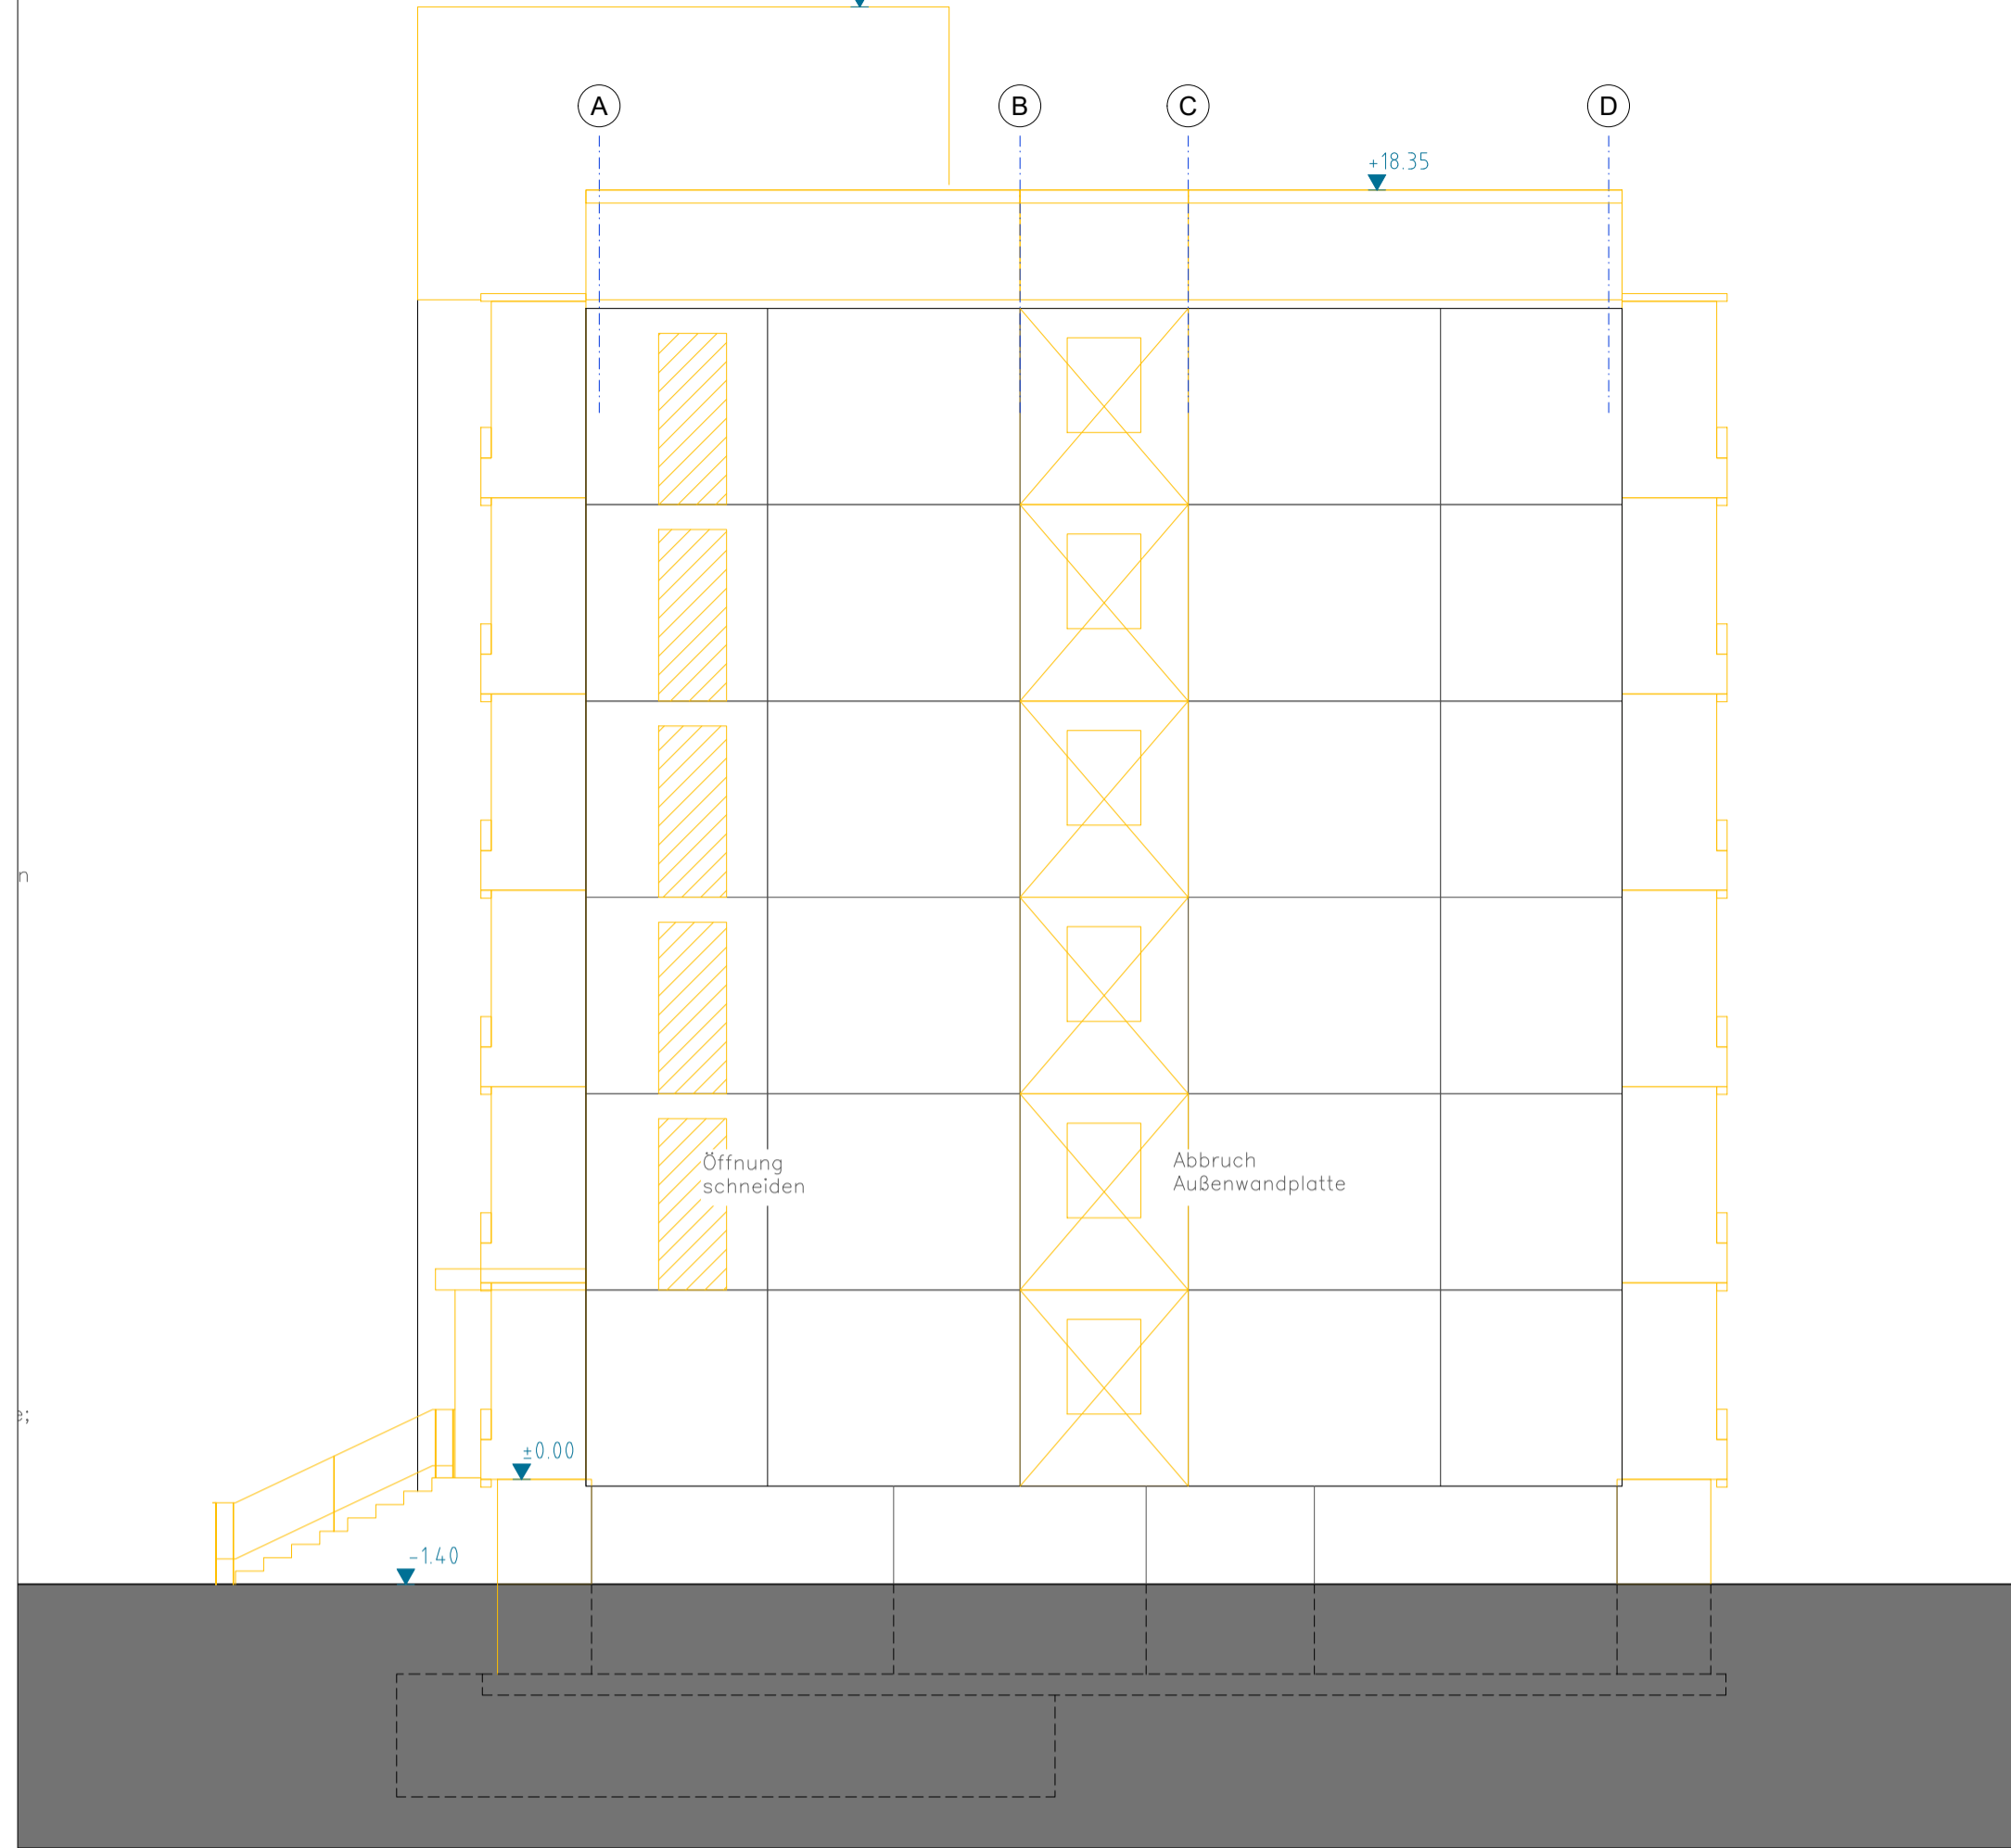 A
B
C
D
+18.35
n
Öffnung
schneiden
Abbruch
Außenwandplatte
e;
±0.00
-1.40